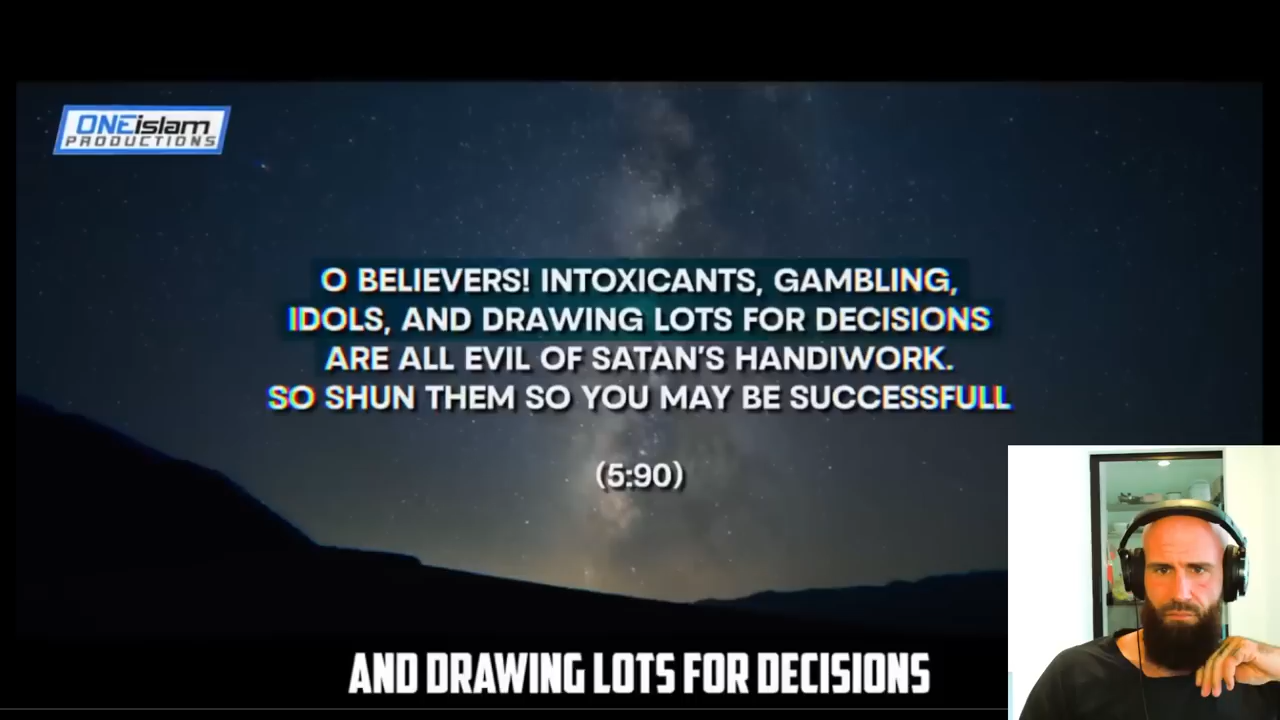 ONEislam
PRODUCTIONS
O BELIEVERS! INTOXICANTS, GAMBLING,
IDOLS, AND DRAWING LOTS FOR DECISIONS
ARE ALL EVIL OF SATAN'S HANDIWORK.
SO SHUN THEM SO YOU MAY BE SUCCESSFULL
(5:90)
AND DRAWING LOTS FOR DECISIONS